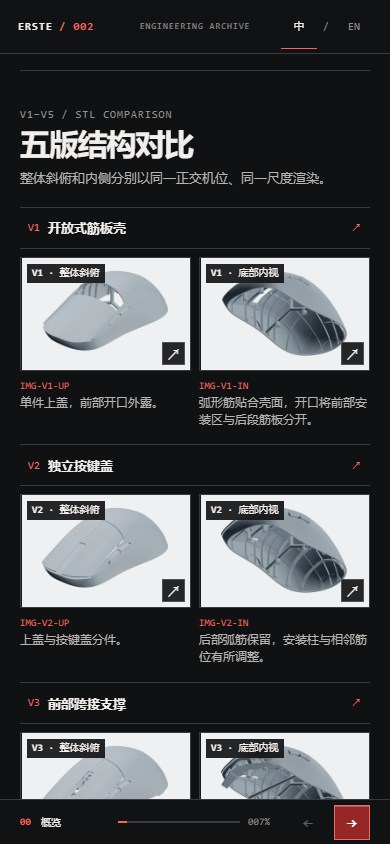 ERSTE / 002
ENGINEERING ARCHIVE
中 / EN
V1–V5 / STL COMPARISON
五版结构对比
整体斜俯和内侧分别以同一正交机位、同一尺度渲染。
V1 开放式筋板壳 ↗
V1 · 整体斜俯
V1 · 底部内视
IMG-V1-UP
单件上盖，前部开口外露。
IMG-V1-IN
弧形筋贴合壳面，开口将前部安
装区与后段筋板分开。
V2 独立按键盖 ↗
V2 · 整体斜俯
V2 · 底部内视
IMG-V2-UP
上盖与按键盖分件。
IMG-V2-IN
后部弧筋保留，安装柱与相邻筋
位有所调整。
V3 前部跨接支撑 ↗
V3 · 整体斜俯
V3 · 底部内视
00 概览
007%
← →